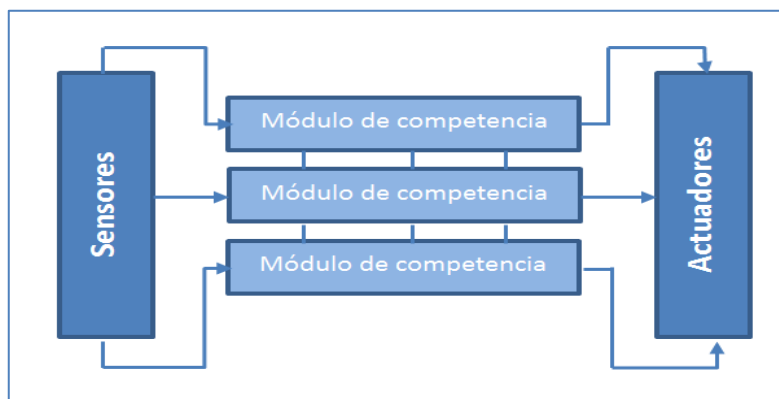 Sensores
Módulo de competencia
Módulo de competencia
Módulo de competencia
Actuadores